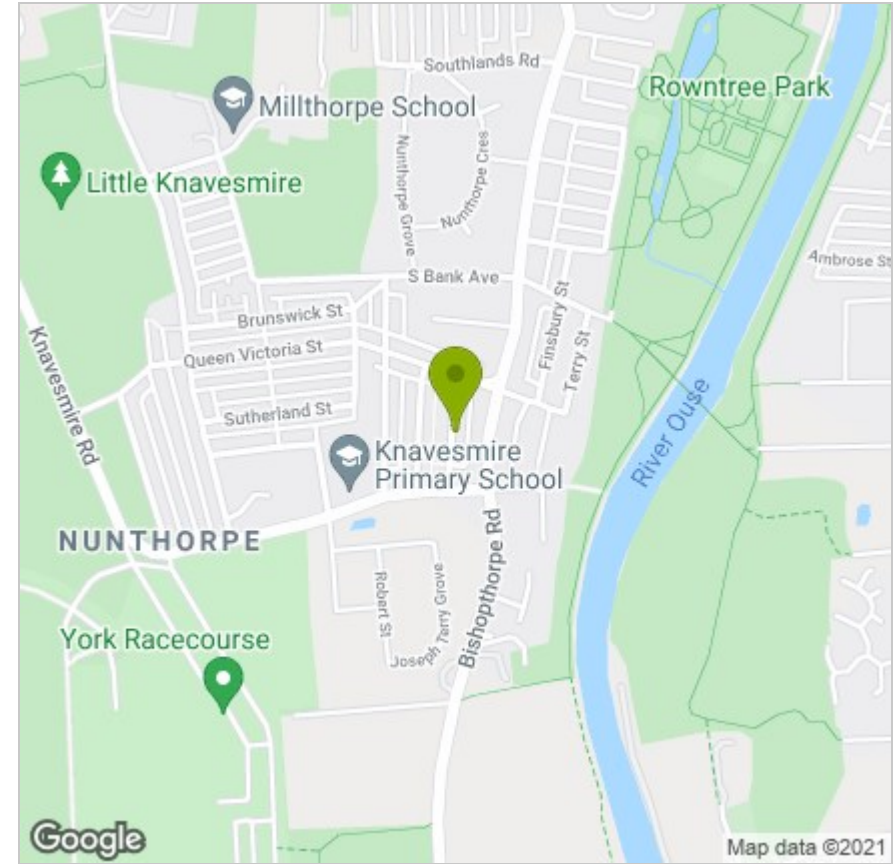 Southlands Rd
Rowntree Park
Millthorpe School
Nunthorpe Grove
Nunthorpe Cres
Little Knavesmire
Ambrose St
S Bank Ave
Brunswick St
Finsbury St
Queen Victoria St
Terry St
Knavesmire Rd
River Ouse
Sutherland St
Knavesmire
Primary School
NUNTHORPE
Bishopthorpe Rd
Robert St
Joseph Terry Grove
York Racecourse
Google
Map data ©2021